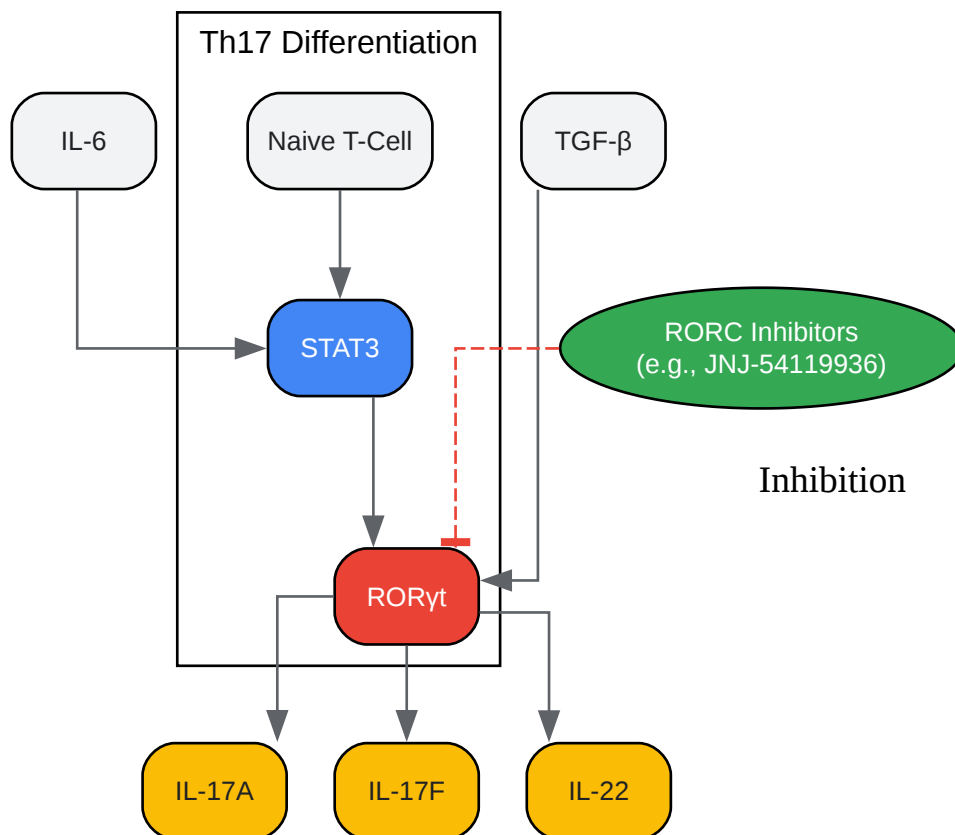 Th17 Differentiation
IL-6
Naive T-Cell
TGF-β
STAT3
RORC Inhibitors
(e.g., JNJ-54119936)
Inhibition
RORγt
IL-17A
IL-17F
IL-22